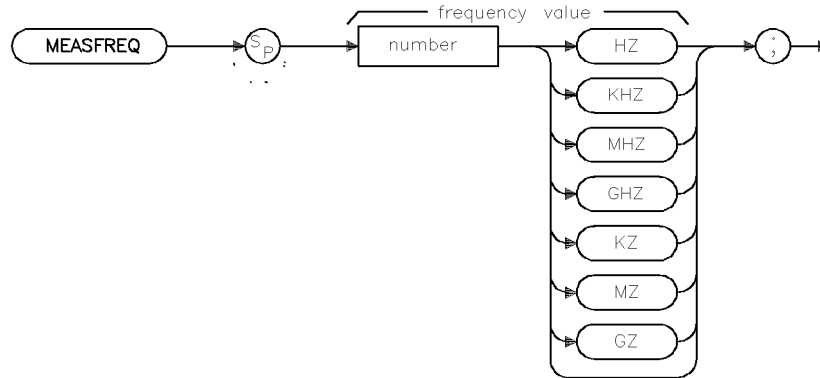 frequency value
MEASFREQ SP number HZ ;
KHZ
MHZ
GHZ
KZ
MZ
GZ